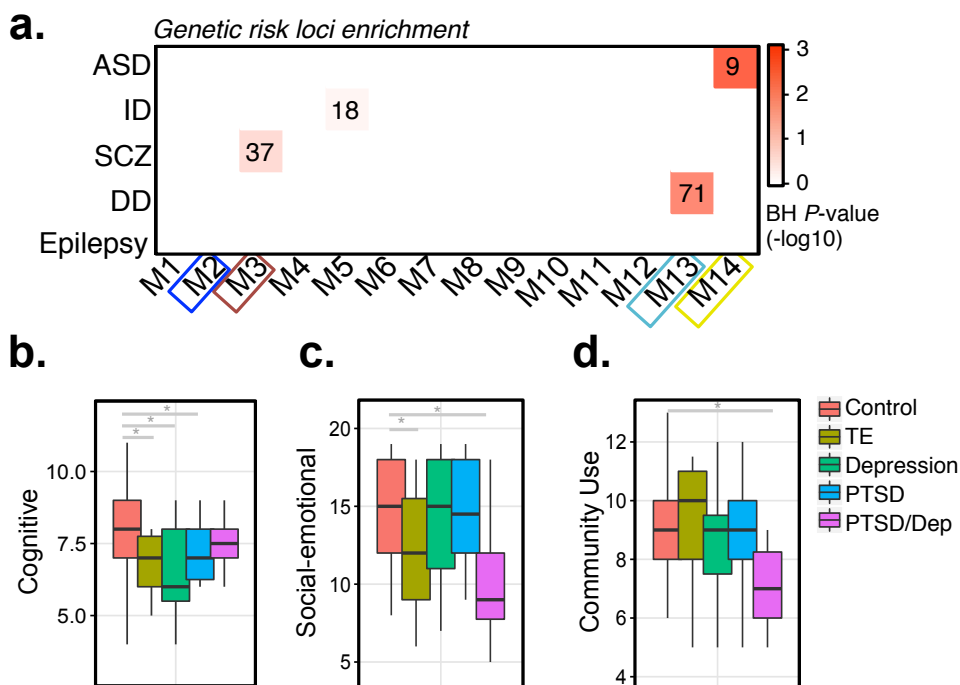 a.
Genetic risk loci enrichment
ASD
ID
SCZ
DD
Epilepsy
9
18
37
71
3
2
1
0
BH P-value
(-log10)
M1 M2 M3 M4 M5 M6 M7 M8 M9 M10 M11 M12 M13 M14
b.
Cognitive
10.0
7.5
5.0
*
*
*
c.
Social-emotional
20
15
10
5
*
*
d.
Community Use
12
10
8
6
4
*
Control
TE
Depression
PTSD
PTSD/Dep